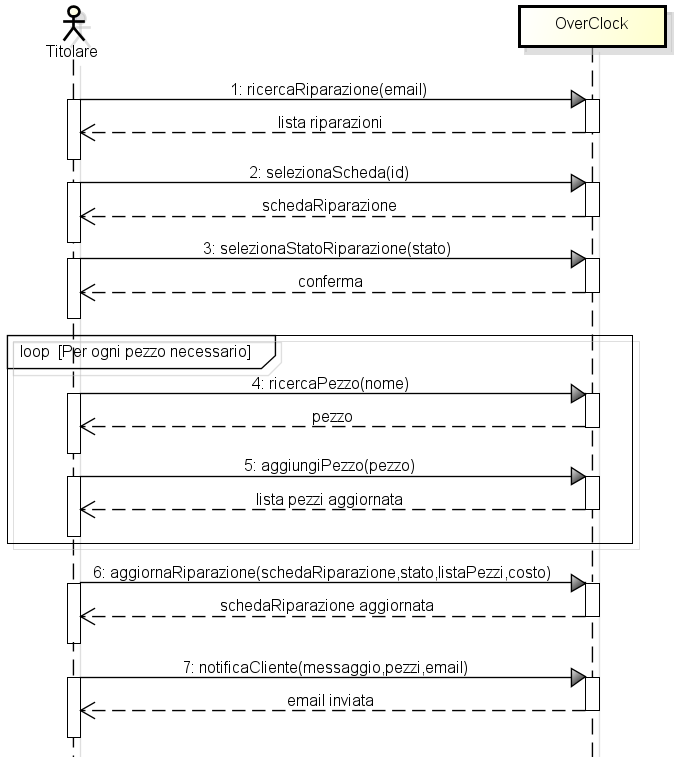 Titolare
OverClock
1: ricercaRiparazione(email)
lista riparazioni
2: selezionaScheda(id)
schedaRiparazione
3: selezionaStatoRiparazione(stato)
conferma
loop [Per ogni pezzo necessario]
4: ricercaPezzo(nome)
pezzo
5: aggiungiPezzo(pezzo)
lista pezzi aggiornata
6: aggiornaRiparazione(schedaRiparazione,stato,listaPezzi,costo)
schedaRiparazione aggiornata
7: notificaCliente(messaggio,pezzi,email)
email inviata